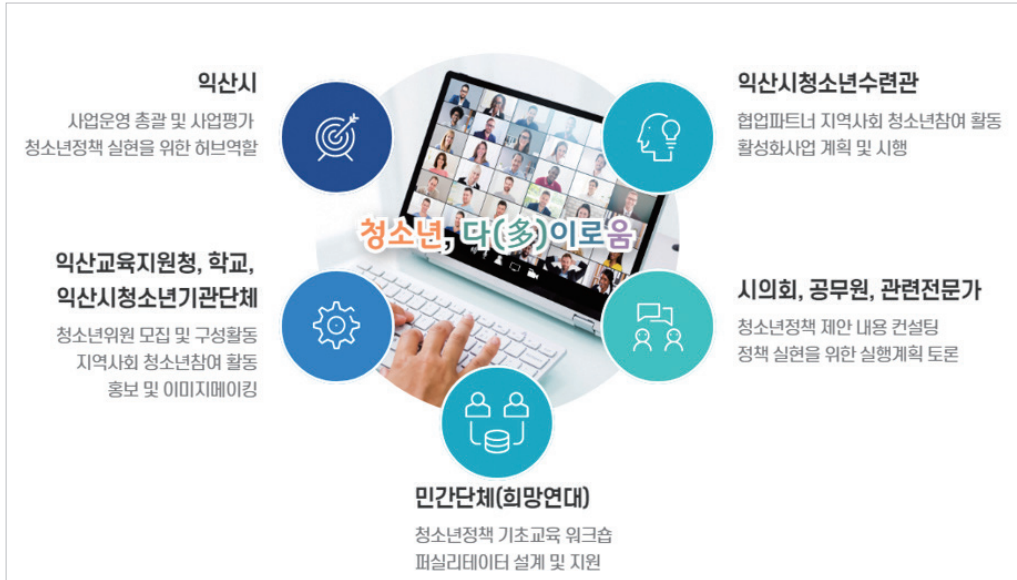 익산시
사업운영 총괄 및 사업평가
청소년정책 실현을 위한 허브역할
익산시청소년수련관
협업파트너 지역사회 청소년참여 활동
활성화사업 계획 및 시행
청소년, 다(多)이로움
익산교육지원청, 학교,
익산시청소년기관단체
청소년위원 모집 및 구성활동
지역사회 청소년참여 활동
홍보 및 이미지메이킹
시의회, 공무원, 관련전문가
청소년정책 제안 내용 컨설팅
정책 실현을 위한 실행계획 토론
민간단체(희망연대)
청소년정책 기초교육 워크숍
퍼실리테이터 설계 및 지원